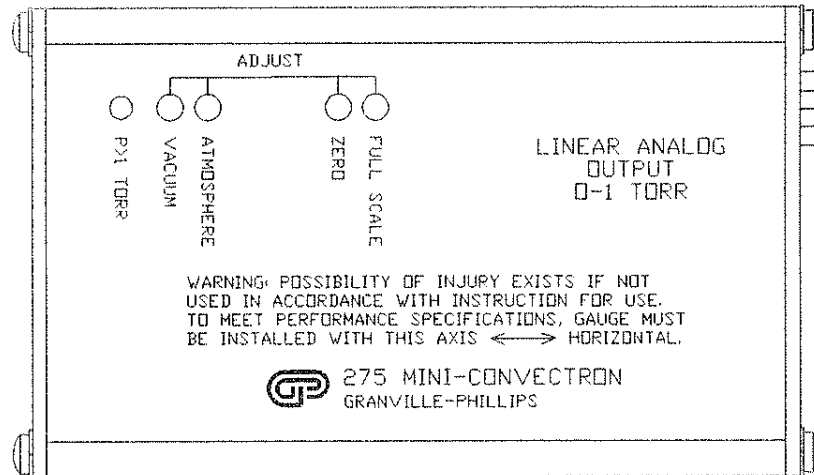 ADJUST
P>1 TORR
VACUUM
ATMOSPHERE
ZERO
FULL SCALE
LINEAR ANALOG
OUTPUT
0-1 TORR
WARNING: POSSIBILITY OF INJURY EXISTS IF NOT
USED IN ACCORDANCE WITH INSTRUCTION FOR USE.
TO MEET PERFORMANCE SPECIFICATIONS, GAUGE MUST
BE INSTALLED WITH THIS AXIS <--> HORIZONTAL.
GP 275 MINI-CONVECTRON
GRANVILLE-PHILLIPS